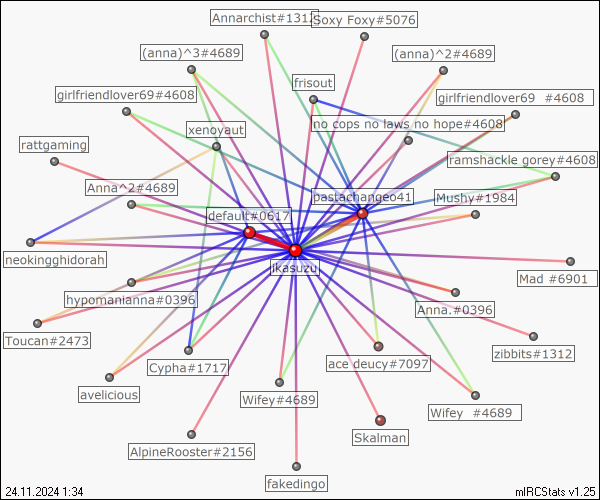 Annarchist#1312
Soxy Foxy#5076
(anna)^3#4689
(anna)^2#4689
frisout
girlfriendlover69#4608
girlfriendlover69 #4608
no cops no laws no hope#4608
xenoyaut
rattgaming
ramshackle gorey#4608
Anna^2#4689
pastachangeo41
Mushy#1984
default#0617
neokingghidorah
ikasuzu
Mad #6901
hypomanianna#0396
Anna.#0396
Toucan#2473
zibbits#1312
Cypha#1717
ace deucy#7097
avelicious
Wifey#4689
Wifey #4689
Skalman
AlpineRooster#2156
fakedingo
24.11.2024 1:34
mIRCStats v1.25